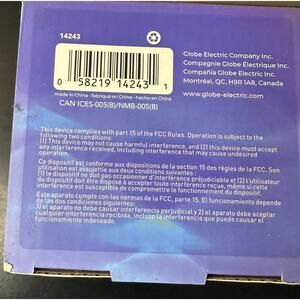 14243
Globe Electric Company Inc.
Compagnie Globe Électrique Inc.
Compañía Globe Electric Inc.
Montréal, QC, H9R 1A8, Canada
www.globe-electric.com
0 58219 14243 1
made in China - fabriqué en Chine - hecho en China
CAN ICES-005(B)/NMB-005(B)
This device complies with part 15 of the FCC Rules. Operation is subject to the
following two conditions:
(1) This device may not cause harmful interference, and (2) this device must accept
any interference received, including interference that may cause undesired
operation.
Ce dispositif est conforme aux dispositions de la section 15 des règles de la FCC. Son
utilisation est soumise aux deux conditions suivantes :
(1) le dispositif ne doit pas occasionner d'interférence préjudiciable et (2) l'utilisateur
du dispositif doit être disposé à accepter toute interférence reçue, même si cette
interférence est susceptible de compromettre le fonctionnement du dispositif.
Este aparato cumple con las normas de la FCC, parte 15. El funcionamiento depende
de las dos condiciones siguientes:
(1) el aparato no debe causar interferencia perjudicial y (2) el aparato debe aceptar
cualquier interferencia recibida, incluso la interferencia que puede causar el
funcionamiento indeseado.